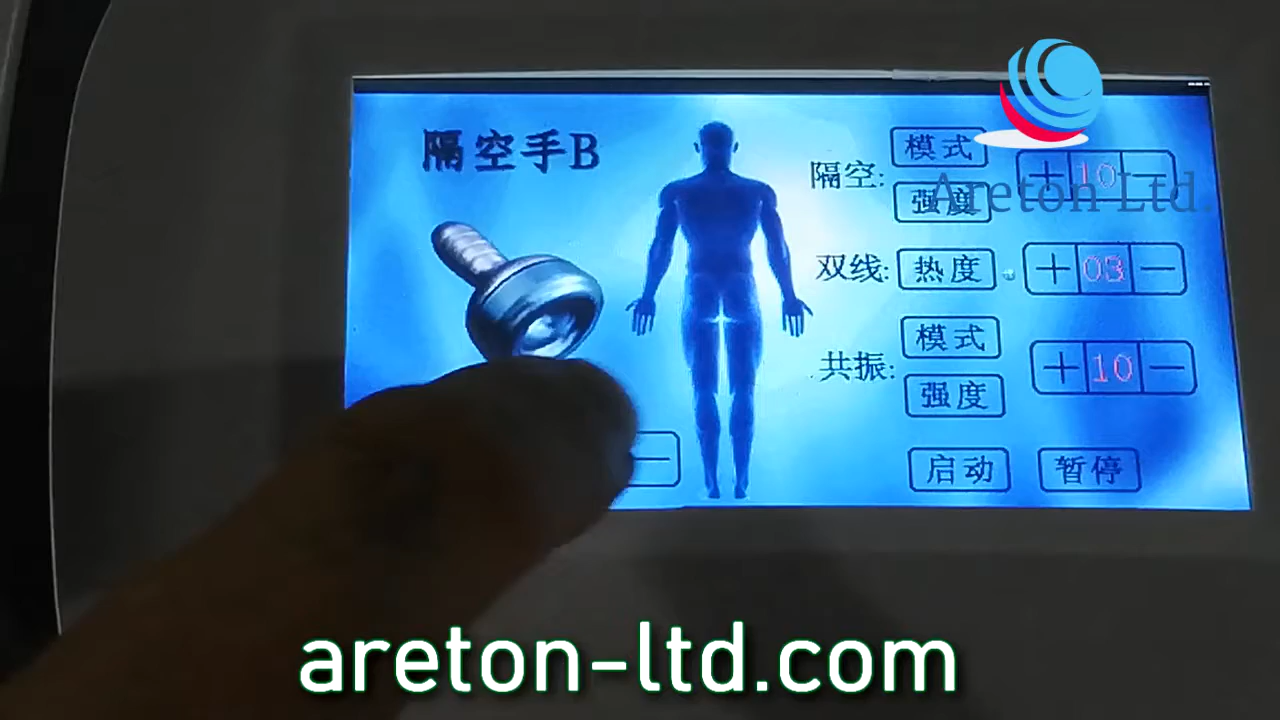 隔空手B
隔空:
模式
强度
+ 10 —
Areton Ltd.
双线: 热度 + 03 —
共振:
模式
强度
+ 10 —
—
启动 暂停
areton-ltd.com